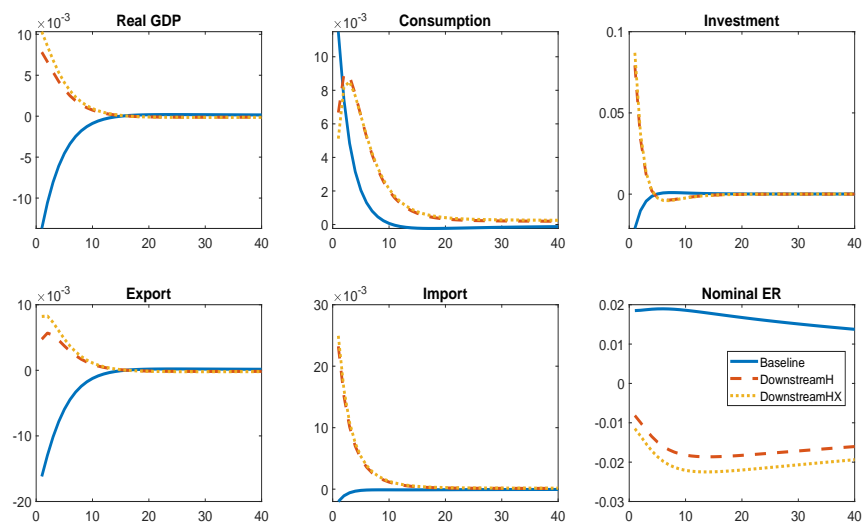 ×10⁻³ Real GDP
10
5
0
-5
-10
0 10 20 30 40
×10⁻³ Consumption
10
8
6
4
2
0
0 10 20 30 40
Investment
0.1
0.05
0
0 10 20 30 40
×10⁻³ Export
10
0
-10
-20
0 10 20 30 40
×10⁻³ Import
30
20
10
0
0 10 20 30 40
Nominal ER
0.02
0.01
0
-0.01
-0.02
-0.03
0 10 20 30 40
Baseline
DownstreamH
DownstreamHX